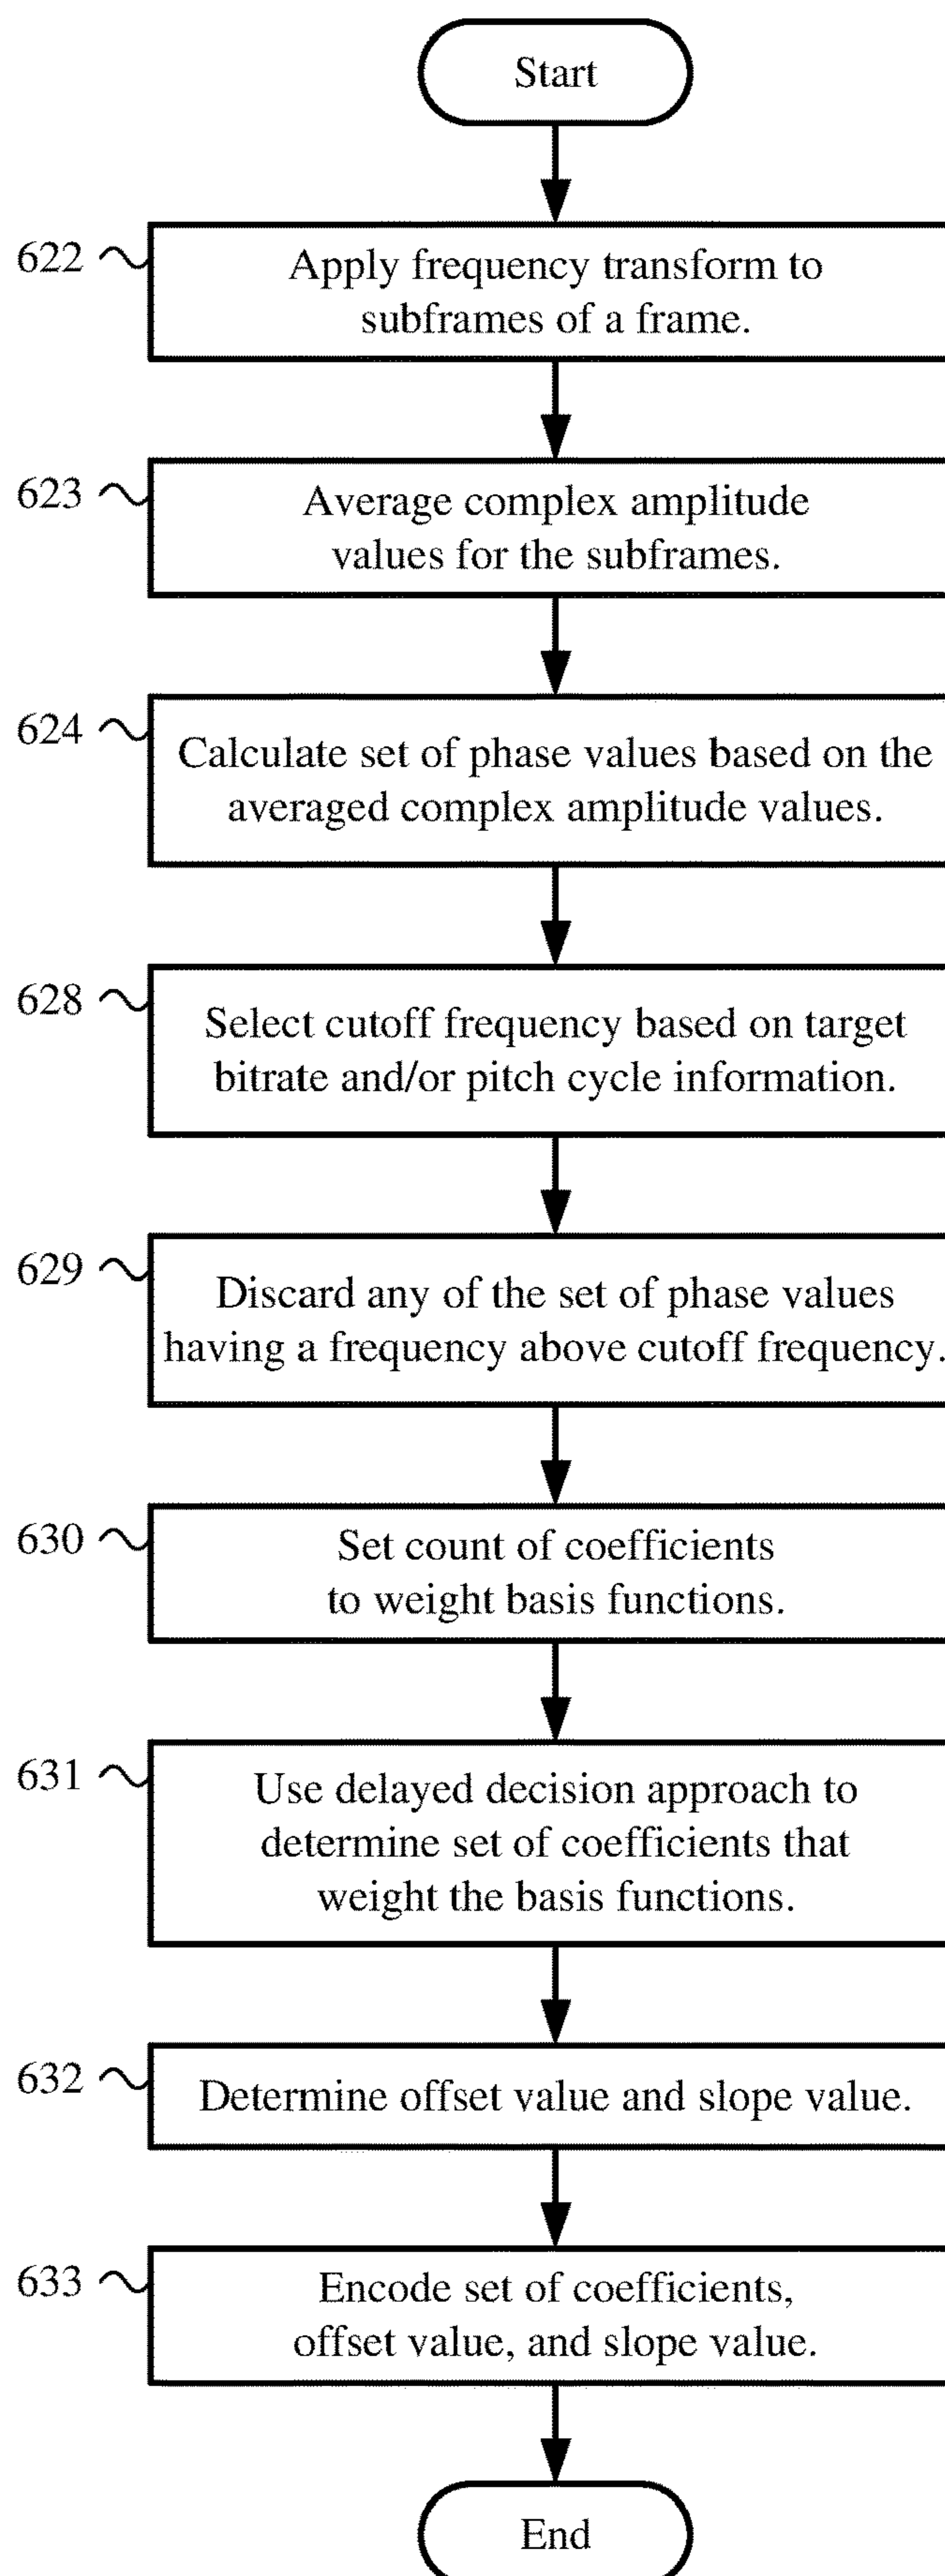 Start
622
Apply frequency transform to
subframes of a frame.
623
Average complex amplitude
values for the subframes.
624
Calculate set of phase values based on the
averaged complex amplitude values.
628
Select cutoff frequency based on target
bitrate and/or pitch cycle information.
629
Discard any of the set of phase values
having a frequency above cutoff frequency.
630
Set count of coefficients
to weight basis functions.
631
Use delayed decision approach to
determine set of coefficients that
weight the basis functions.
632
Determine offset value and slope value.
633
Encode set of coefficients,
offset value, and slope value.
End